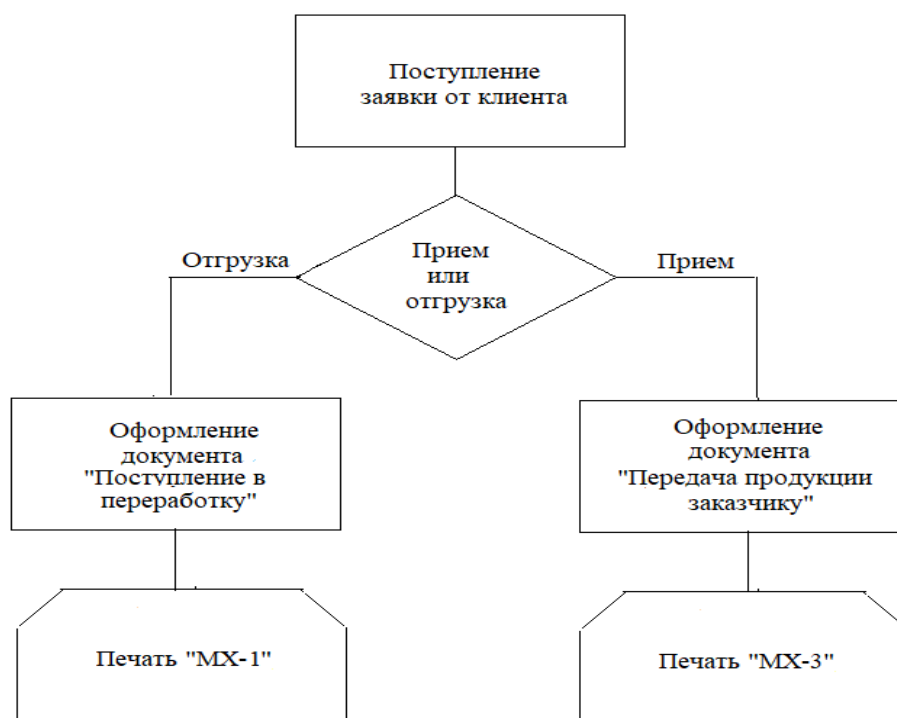 Поступление
заявки от клиента
Прием
или
отгрузка
Отгрузка
Прием
Оформление
документа
"Поступление в
переработку"
Оформление
документа
"Передача продукции
заказчику"
Печать "МХ-1"
Печать "МХ-3"